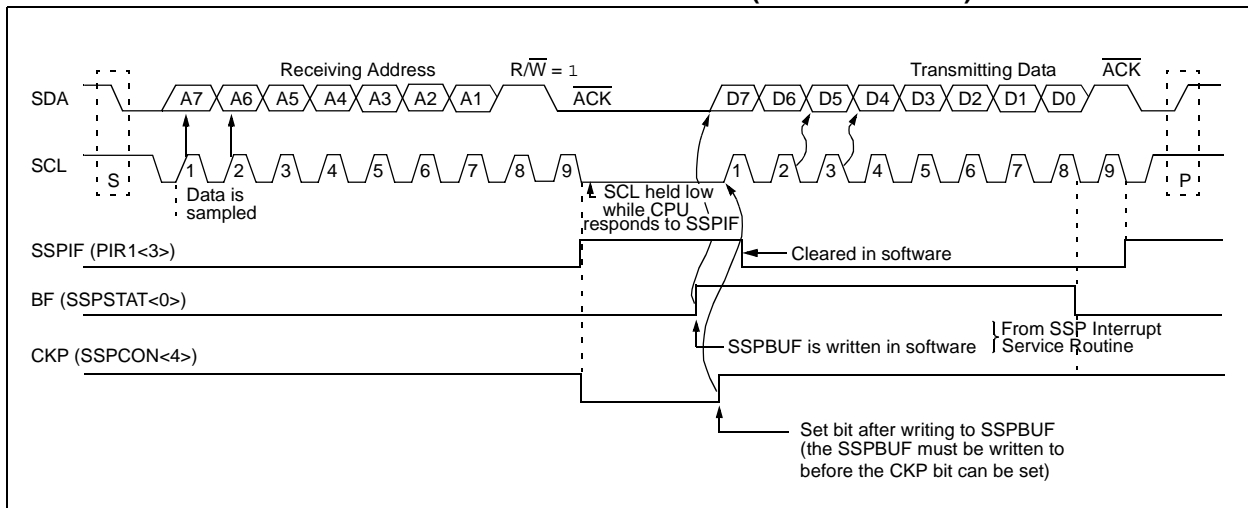 Receiving Address R/W̅ = 1 Transmitting Data A̅C̅K̅
SDA A7 A6 A5 A4 A3 A2 A1 A̅C̅K̅ D7 D6 D5 D4 D3 D2 D1 D0
SCL S 1 2 3 4 5 6 7 8 9 1 2 3 4 5 6 7 8 9 P
Data is
sampled
SCL held low
while CPU
responds to SSPIF
SSPIF (PIR1<3>)
Cleared in software
BF (SSPSTAT<0>)
SSPBUF is written in software
From SSP Interrupt
Service Routine
CKP (SSPCON<4>)
Set bit after writing to SSPBUF
(the SSPBUF must be written to
before the CKP bit can be set)